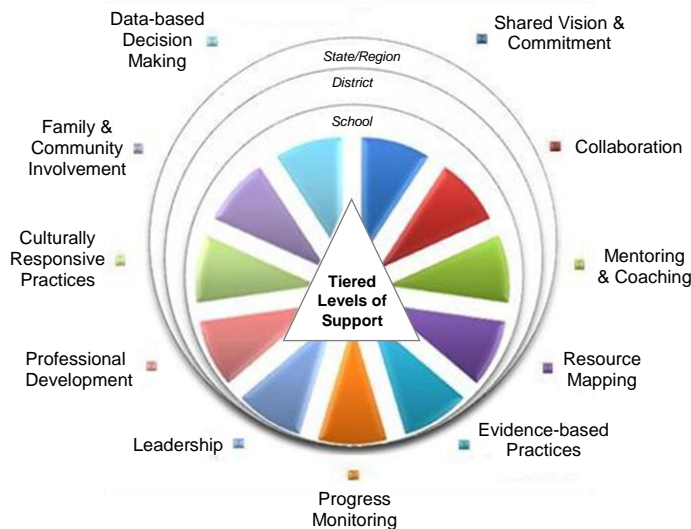 Data-based
Decision
Making
Shared Vision &
Commitment
State/Region
District
School
Family &
Community
Involvement
Collaboration
Culturally
Responsive
Practices
Mentoring
& Coaching
Tiered
Levels of
Support
Professional
Development
Resource
Mapping
Leadership
Evidence-based
Practices
Progress
Monitoring